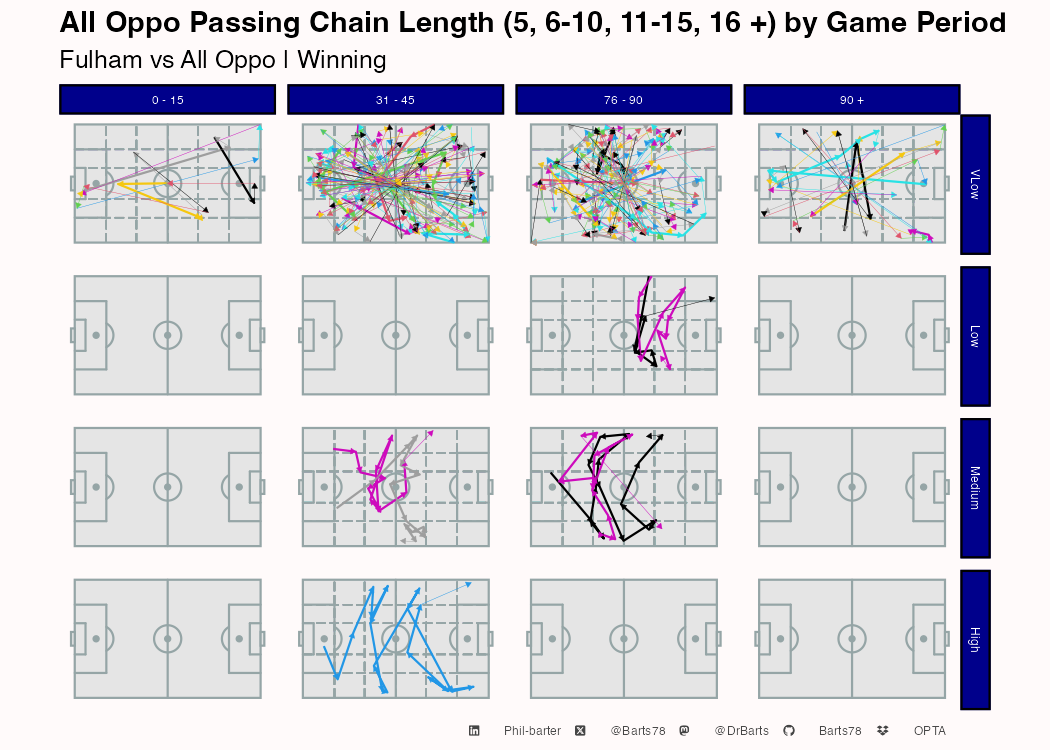 All Oppo Passing Chain Length (5, 6-10, 11-15, 16 +) by Game Period
Fulham vs All Oppo | Winning
0 - 15
31 - 45
76 - 90
90 +
VLow
Low
Medium
High
Phil-barter @Barts78 @DrBarts Barts78 OPTA